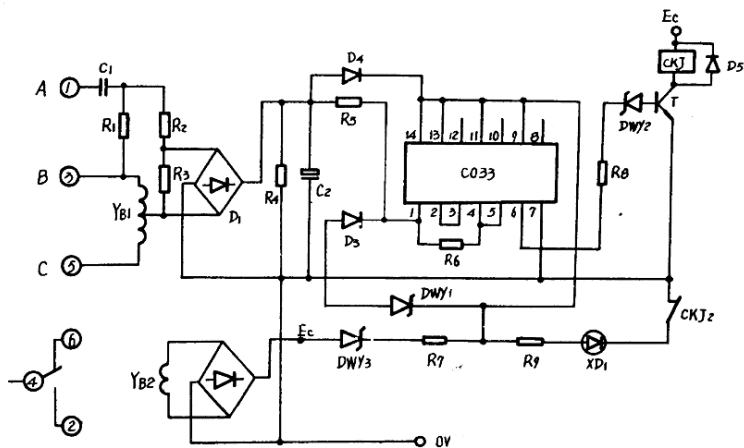 Ec
A 1 C1
D4
CKJ D5
R1 R2
R5
T
DWY2
14 13 12 11 10 9 8
B 3
R3
C033
YB1
D1
R4
C2
R8
1 2 3 4 5 6 7
D3
C 5
R6
DWY1
CKJ2
6
Ec
4
YB2
DWY3 R7 R9 XD1
2
0V